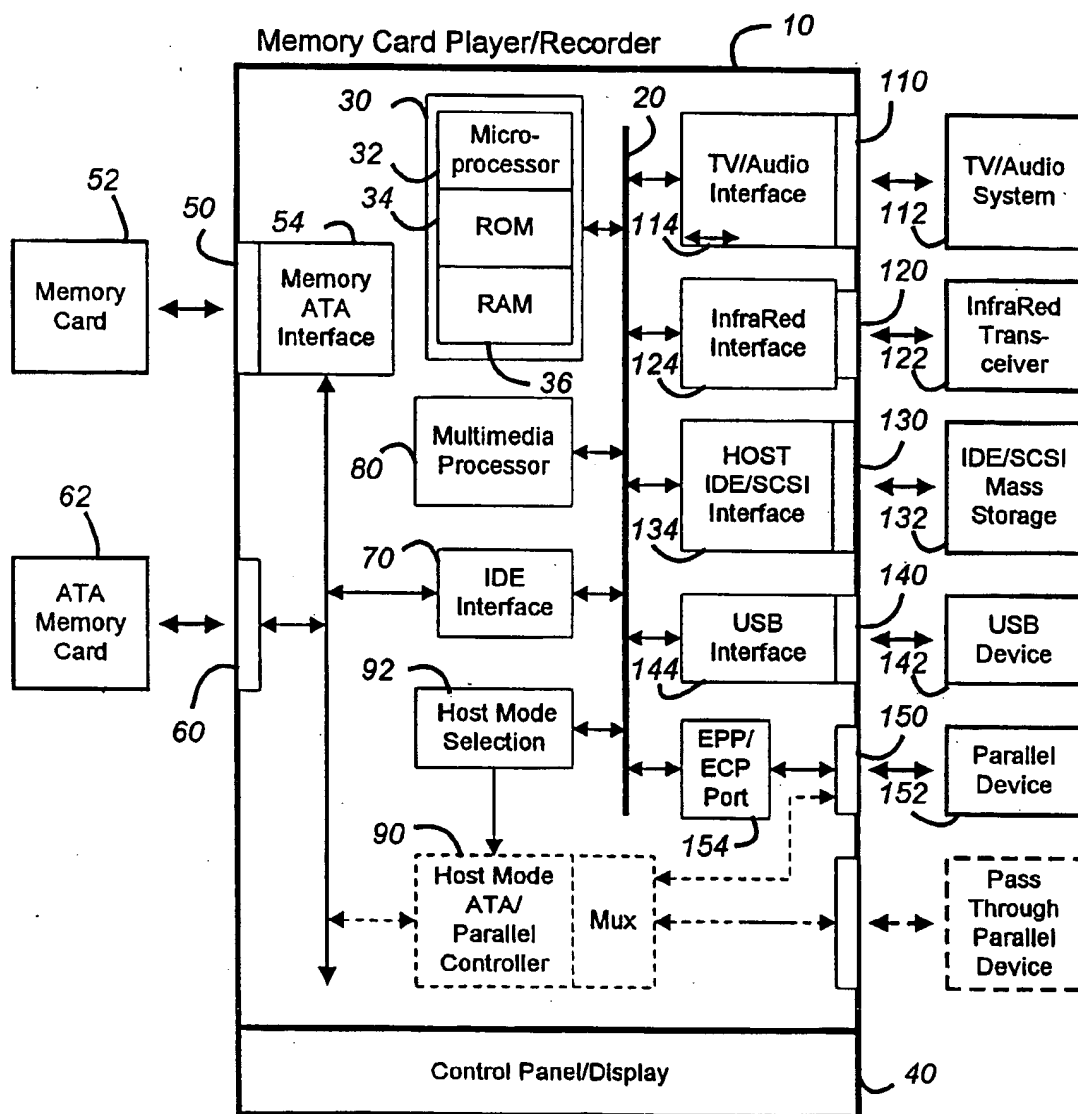 Memory Card Player/Recorder
10
30
20
110
Micro-
processor
32
34
ROM
RAM
36
TV/Audio
Interface
114
TV/Audio
System
112
52
50
54
Memory
Card
Memory
ATA
Interface
120
InfraRed
Interface
124
InfraRed
Trans-
ceiver
122
80
Multimedia
Processor
130
HOST
IDE/SCSI
Interface
134
IDE/SCSI
Mass
Storage
132
62
ATA
Memory
Card
60
70
IDE
Interface
140
USB
Interface
144
USB
Device
142
92
Host Mode
Selection
150
EPP/
ECP
Port
154
Parallel
Device
152
90
Host Mode
ATA/
Parallel
Controller
Mux
Pass
Through
Parallel
Device
Control Panel/Display
40